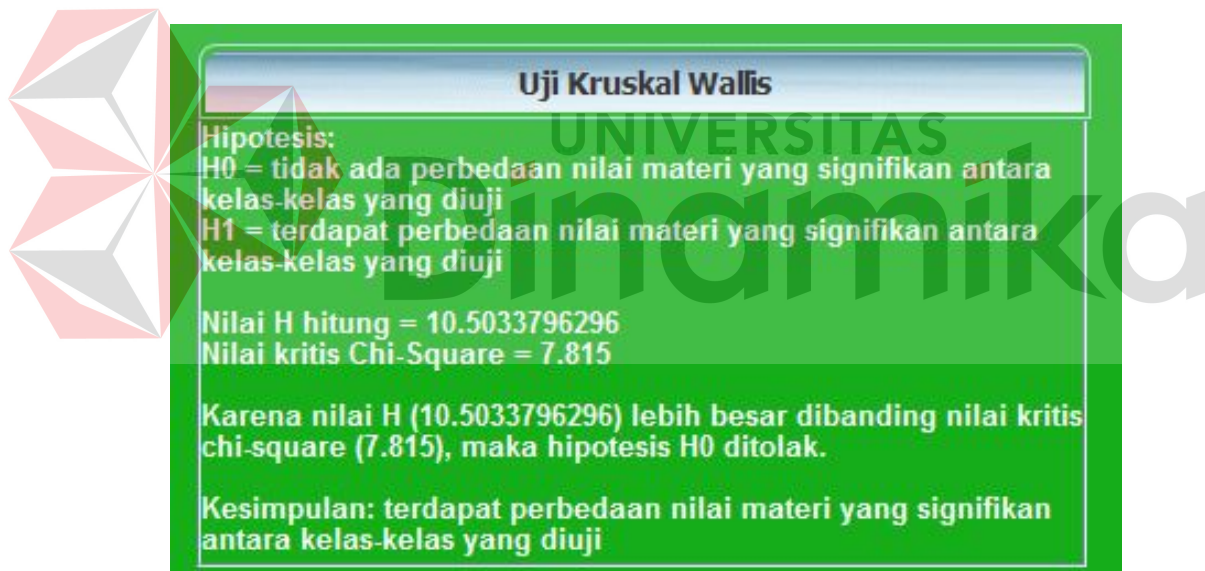 Uji Kruskal Wallis
UNIVERSITAS
Dinamika
Hipotesis:
H0 = tidak ada perbedaan nilai materi yang signifikan antara
kelas-kelas yang diuji
H1 = terdapat perbedaan nilai materi yang signifikan antara
kelas-kelas yang diuji
Nilai H hitung = 10.5033796296
Nilai kritis Chi-Square = 7.815
Karena nilai H (10.5033796296) lebih besar dibanding nilai kritis
chi-square (7.815), maka hipotesis H0 ditolak.
Kesimpulan: terdapat perbedaan nilai materi yang signifikan
antara kelas-kelas yang diuji